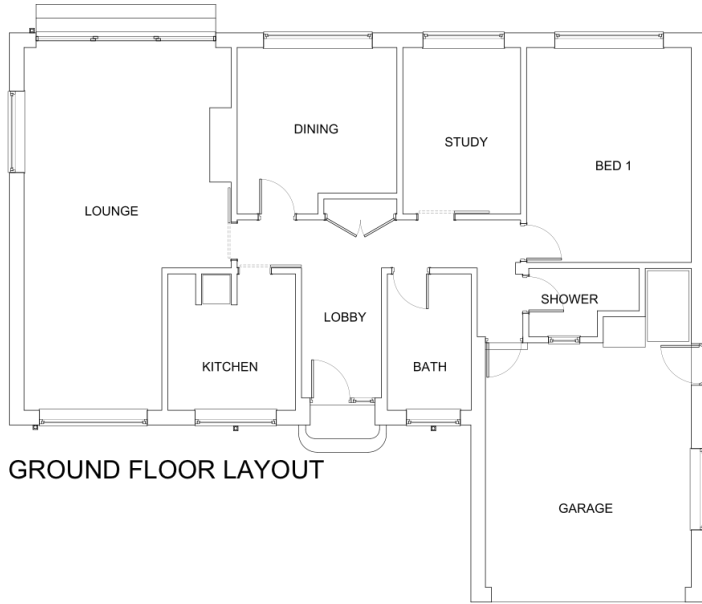 DINING
STUDY
BED 1
LOUNGE
SHOWER
LOBBY
KITCHEN
BATH
GROUND FLOOR LAYOUT
GARAGE